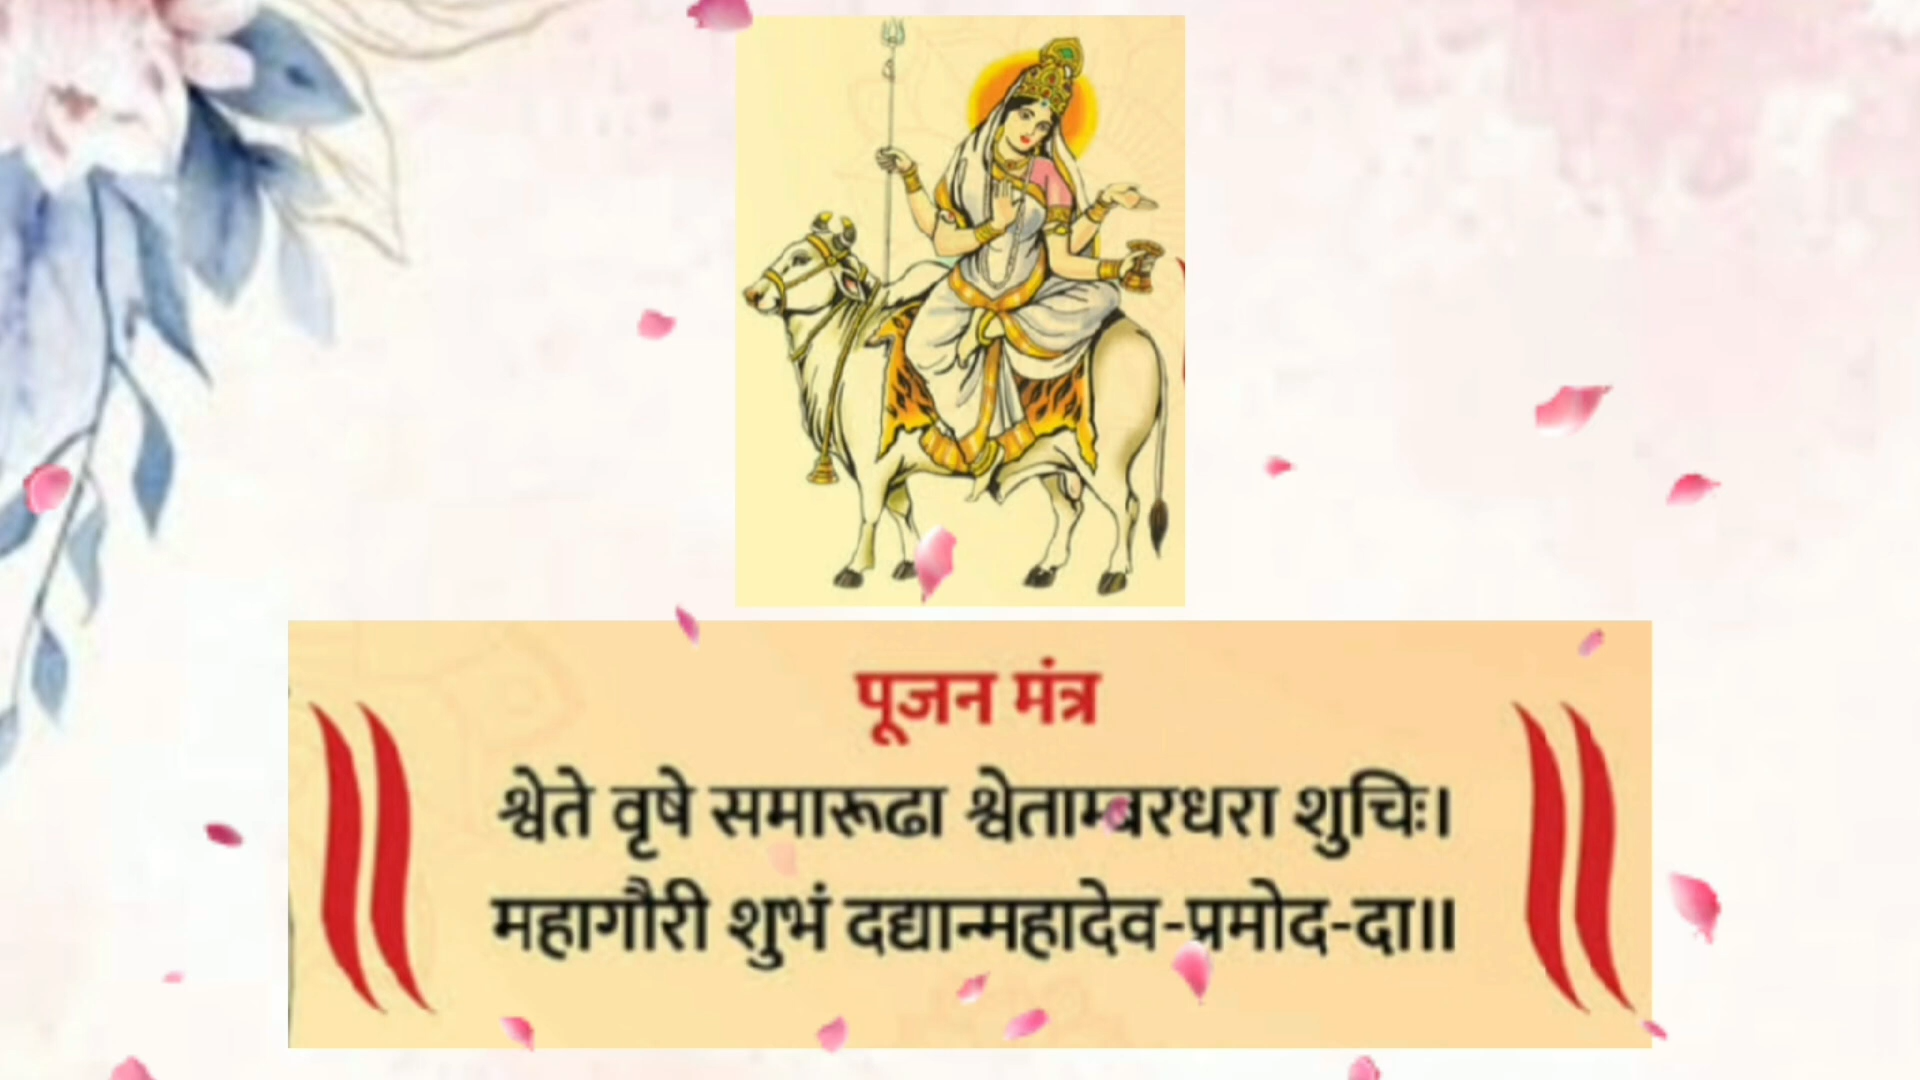 पूजन मंत्र
श्वेते वृषे समारूढा श्वेताम्बरधरा शुचिः।
महागौरी शुभं दद्यान्महादेव-प्रमोद-दा॥